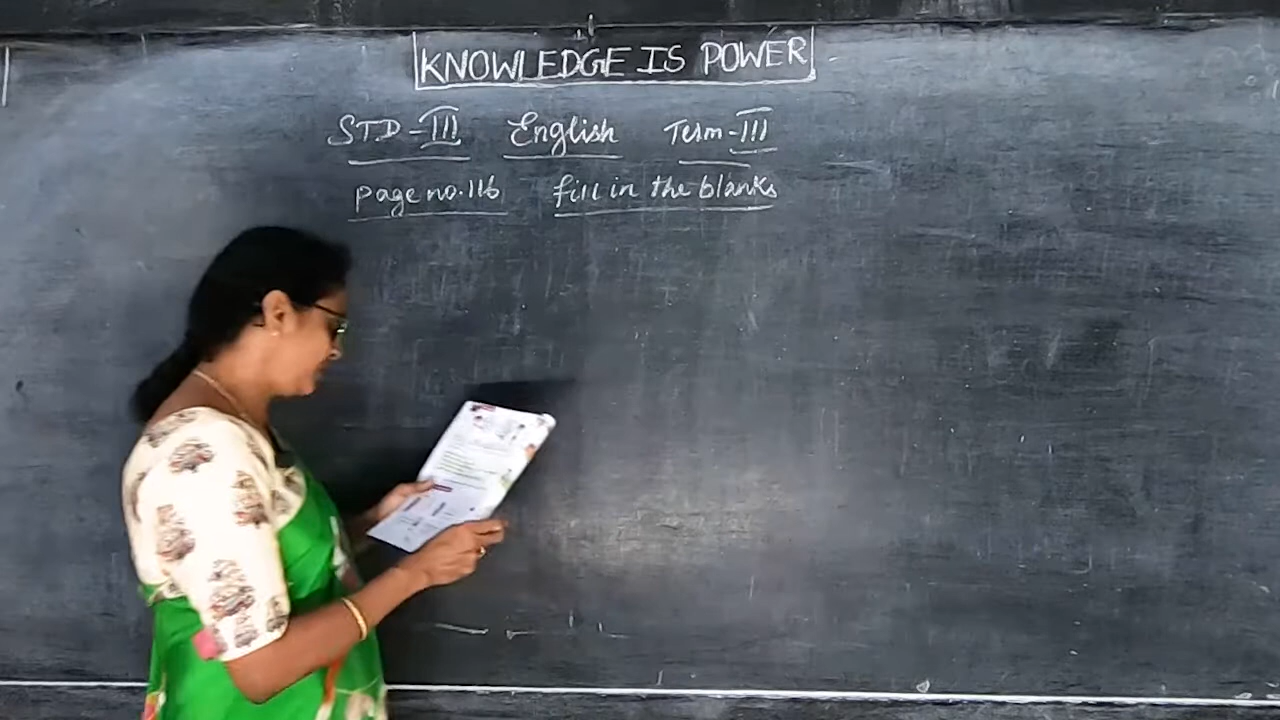 KNOWLEDGE IS POWER
STD-III English Term-III
page no.116 fill in the blanks